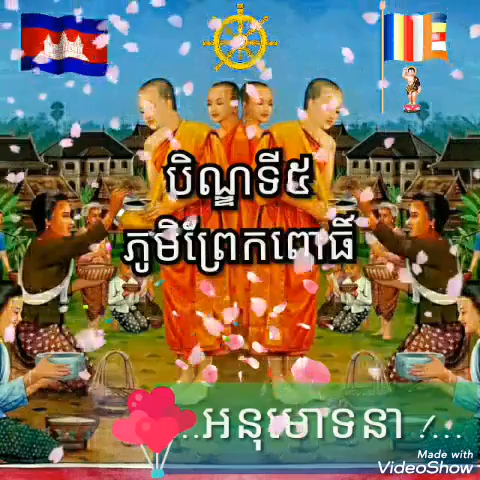 បិណ្ឌទី៥
ភូមិព្រែកពោធិ៍
...អនុមោទនា !...
Made with
VideoShow